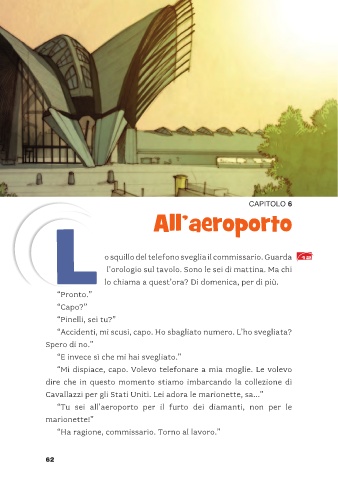 CAPITOLO 6
All'aeroporto
Lo squillo del telefono sveglia il commissario. Guarda
l'orologio sul tavolo. Sono le sei di mattina. Ma chi
lo chiama a quest'ora? Di domenica, per di più.
"Pronto."
"Capo?"
"Pinelli, sei tu?"
"Accidenti, mi scusi, capo. Ho sbagliato numero. L'ho svegliata?
Spero di no."
"E invece sì che mi hai svegliato."
"Mi dispiace, capo. Volevo telefonare a mia moglie. Le volevo
dire che in questo momento stiamo imbarcando la collezione di
Cavallazzi per gli Stati Uniti. Lei adora le marionette, sa..."
"Tu sei all'aeroporto per il furto dei diamanti, non per le
marionette!"
"Ha ragione, commissario. Torno al lavoro."
62